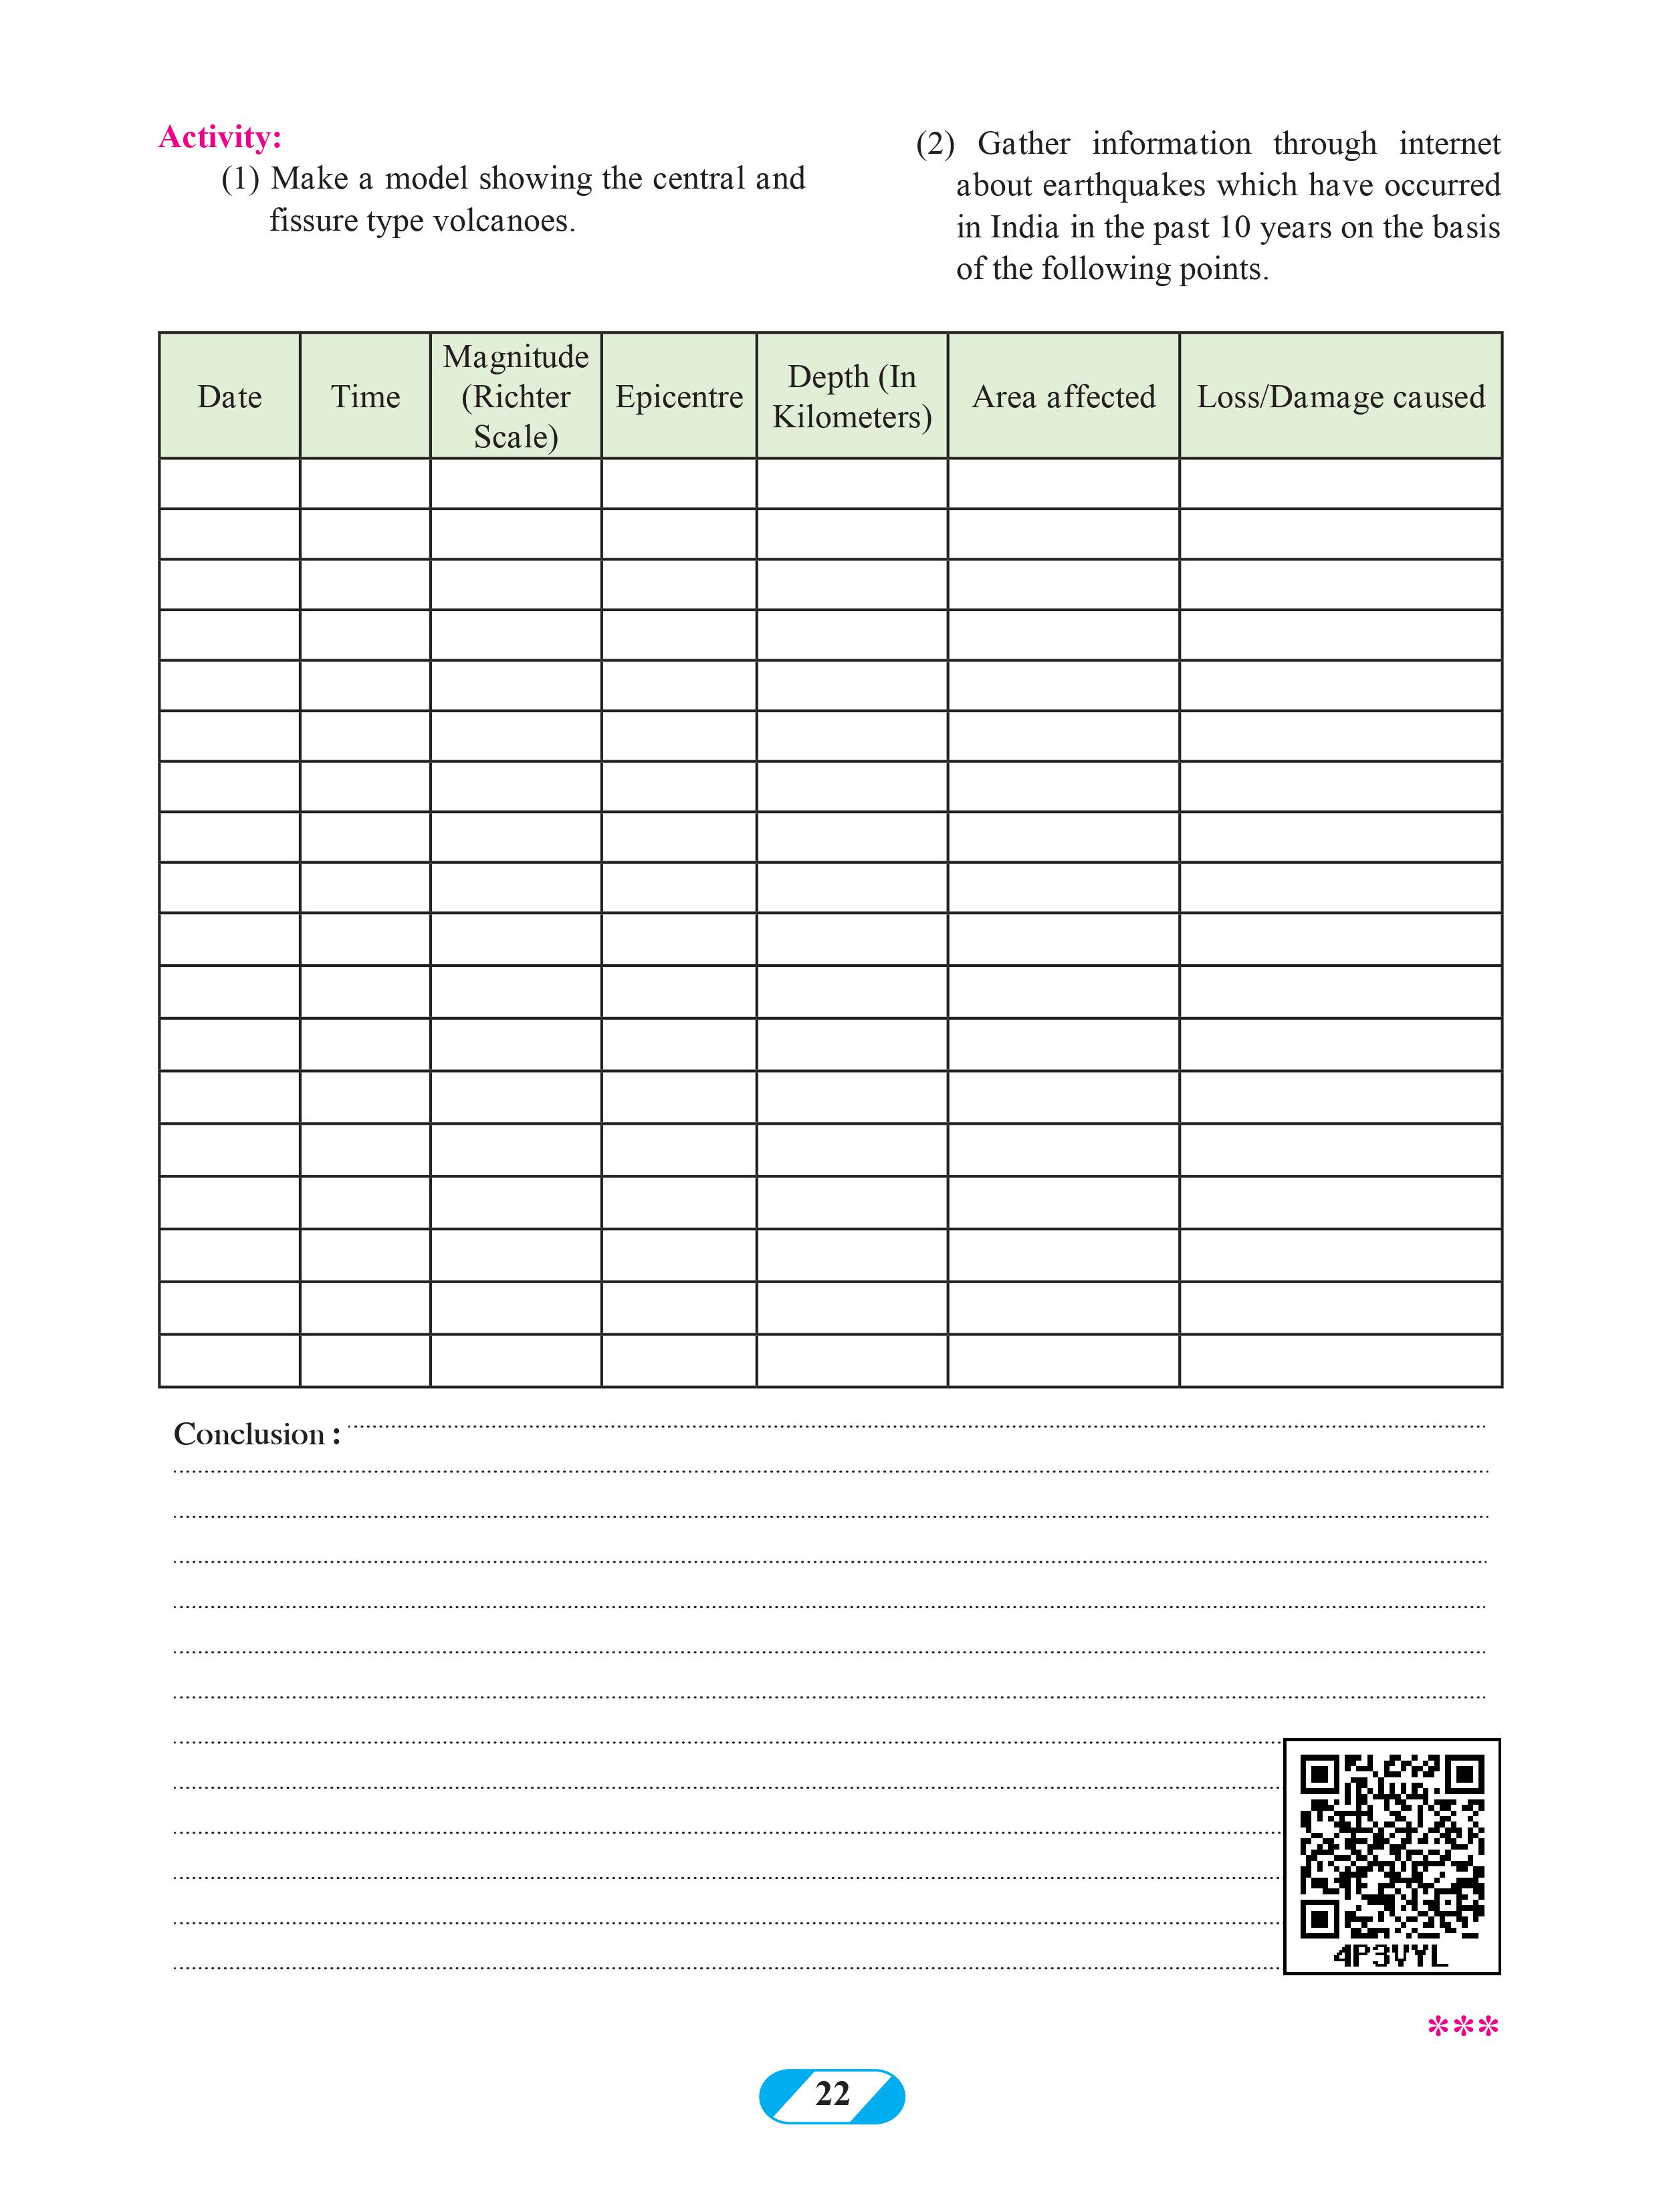 Activity:
(1) Make a model showing the central and
fissure type volcanoes.
(2) Gather information through internet
about earthquakes which have occurred
in India in the past 10 years on the basis
of the following points.
Date
Time
Magnitude
(Richter
Scale)
Epicentre
Depth (In
Kilometers)
Area affected
Loss/Damage caused
Conclusion :
4P3VYL
***
22